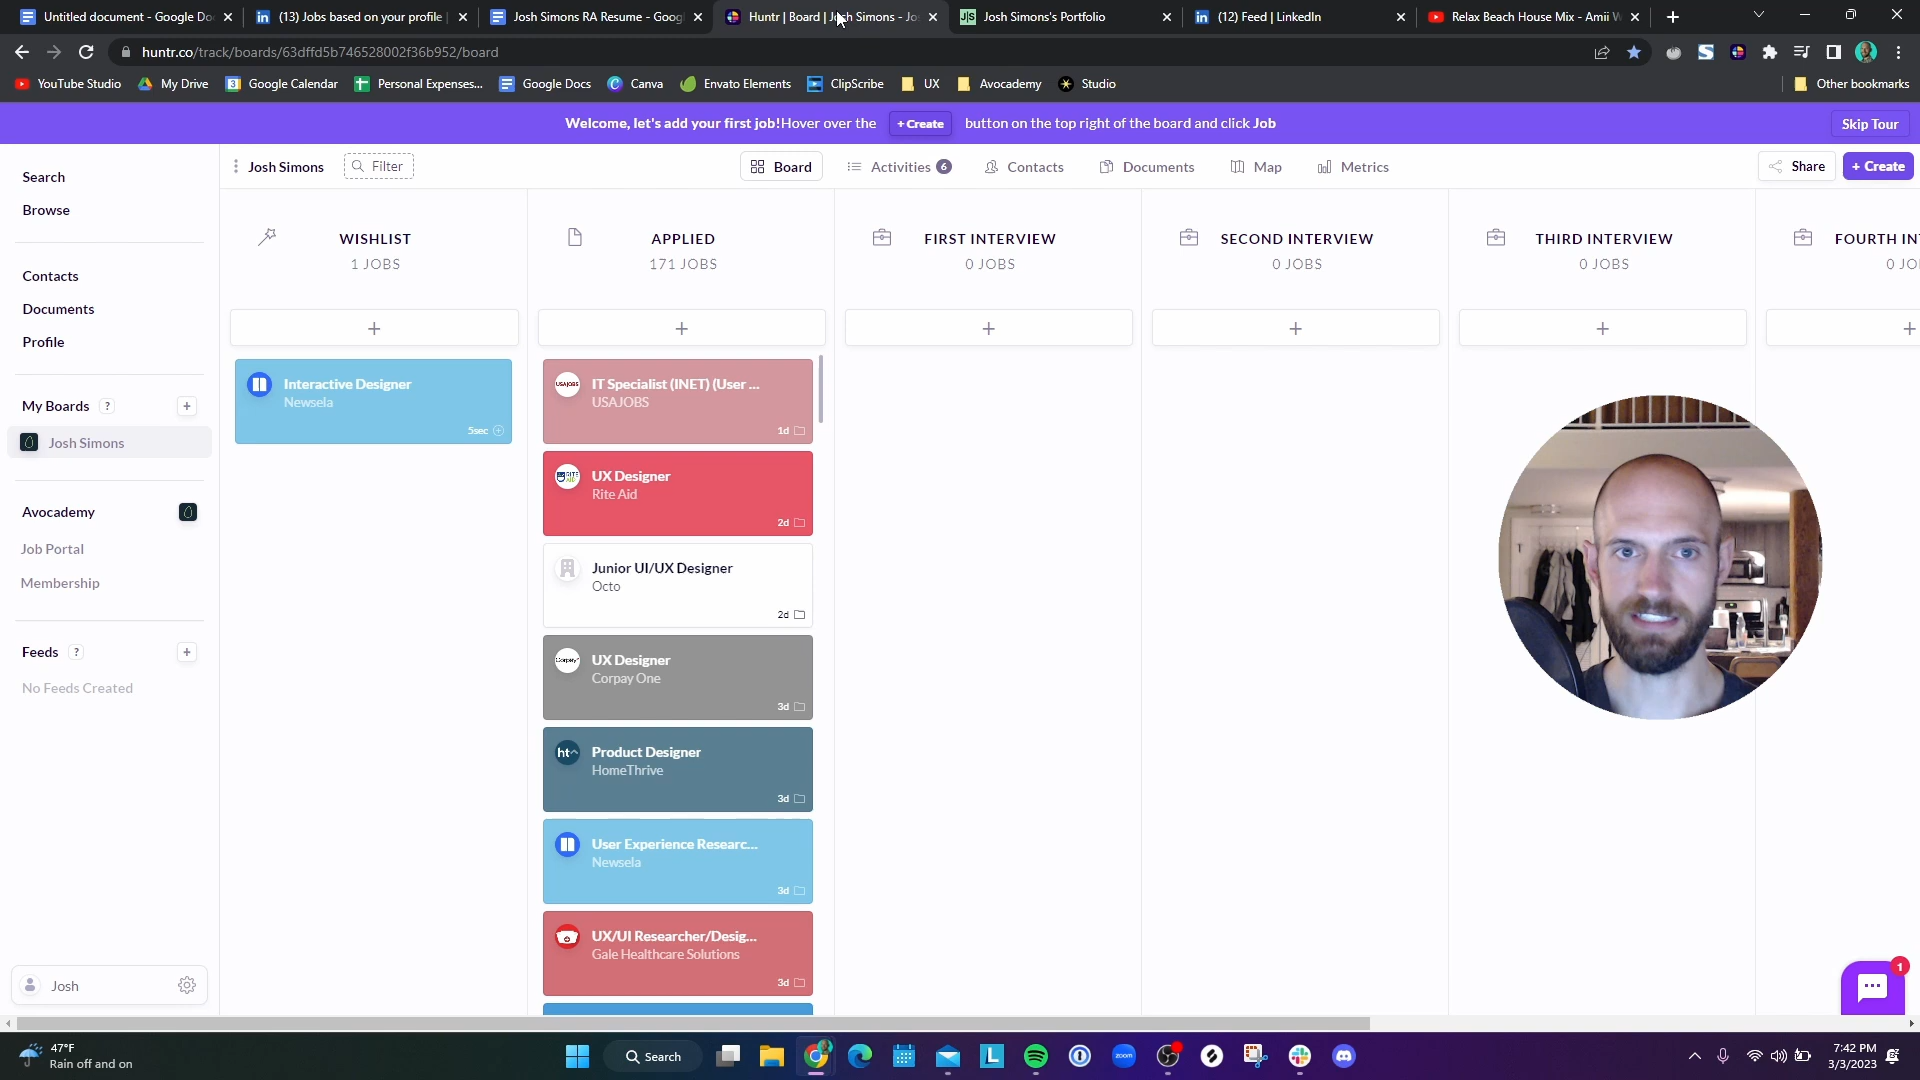 Untitled document - Google Do
(13) Jobs based on your profile
Josh Simons RA Resume - Goog
Huntr | Board | Josh Simons - Jo
J|S
Josh Simons's Portfolio
(12) Feed | LinkedIn
Relax Beach House Mix - Amii W
huntr.co/track/boards/63dffd5b746528002f36b952/board
YouTube Studio
My Drive
Google Calendar
Personal Expenses...
Google Docs
Canva
Envato Elements
ClipScribe
UX
Avocademy
Studio
Other bookmarks
Welcome, let's add your first job!Hover over the + Create button on the top right of the board and click Job
Skip Tour
Josh Simons
Filter
Board
Activities 6
Contacts
Documents
Map
Metrics
Share
+ Create
Search
Browse
Contacts
Documents
Profile
My Boards ? +
Josh Simons
Avocademy
Job Portal
Membership
Feeds ? +
No Feeds Created
Josh
WISHLIST
1 JOBS
+
Interactive Designer
Newsela
5sec
APPLIED
171 JOBS
+
USAJOBS
IT Specialist (INET) (User ...
USAJOBS
1d
RITE AID
UX Designer
Rite Aid
2d
Junior UI/UX Designer
Octo
2d
Corpay
UX Designer
Corpay One
3d
ht
Product Designer
HomeThrive
3d
User Experience Researc...
Newsela
3d
UX/UI Researcher/Desig...
Gale Healthcare Solutions
3d
FIRST INTERVIEW
0 JOBS
+
SECOND INTERVIEW
0 JOBS
+
THIRD INTERVIEW
0 JOBS
+
FOURTH IN
0 JO
+
1
47°F
Rain off and on
Search
L
zoom
7:42 PM
3/3/2023